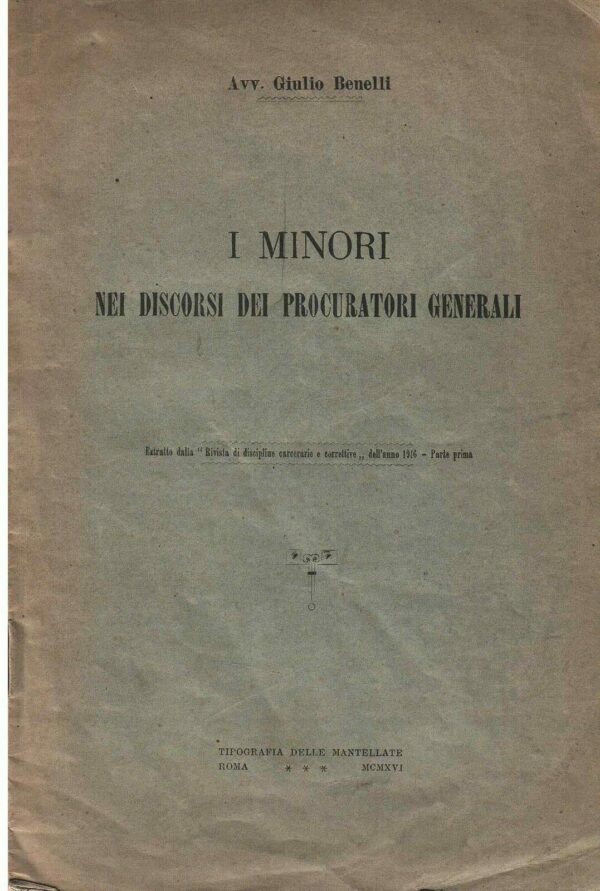 Avv. Giulio Benelli
I MINORI
NEI DISCORSI DEI PROCURATORI GENERALI
Estratto dalla “ Rivista di discipline carcerarie e correttive „ dell'anno 1916 - Parte prima
TIPOGRAFIA DELLE MANTELLATE
ROMA * * * MCMXVI